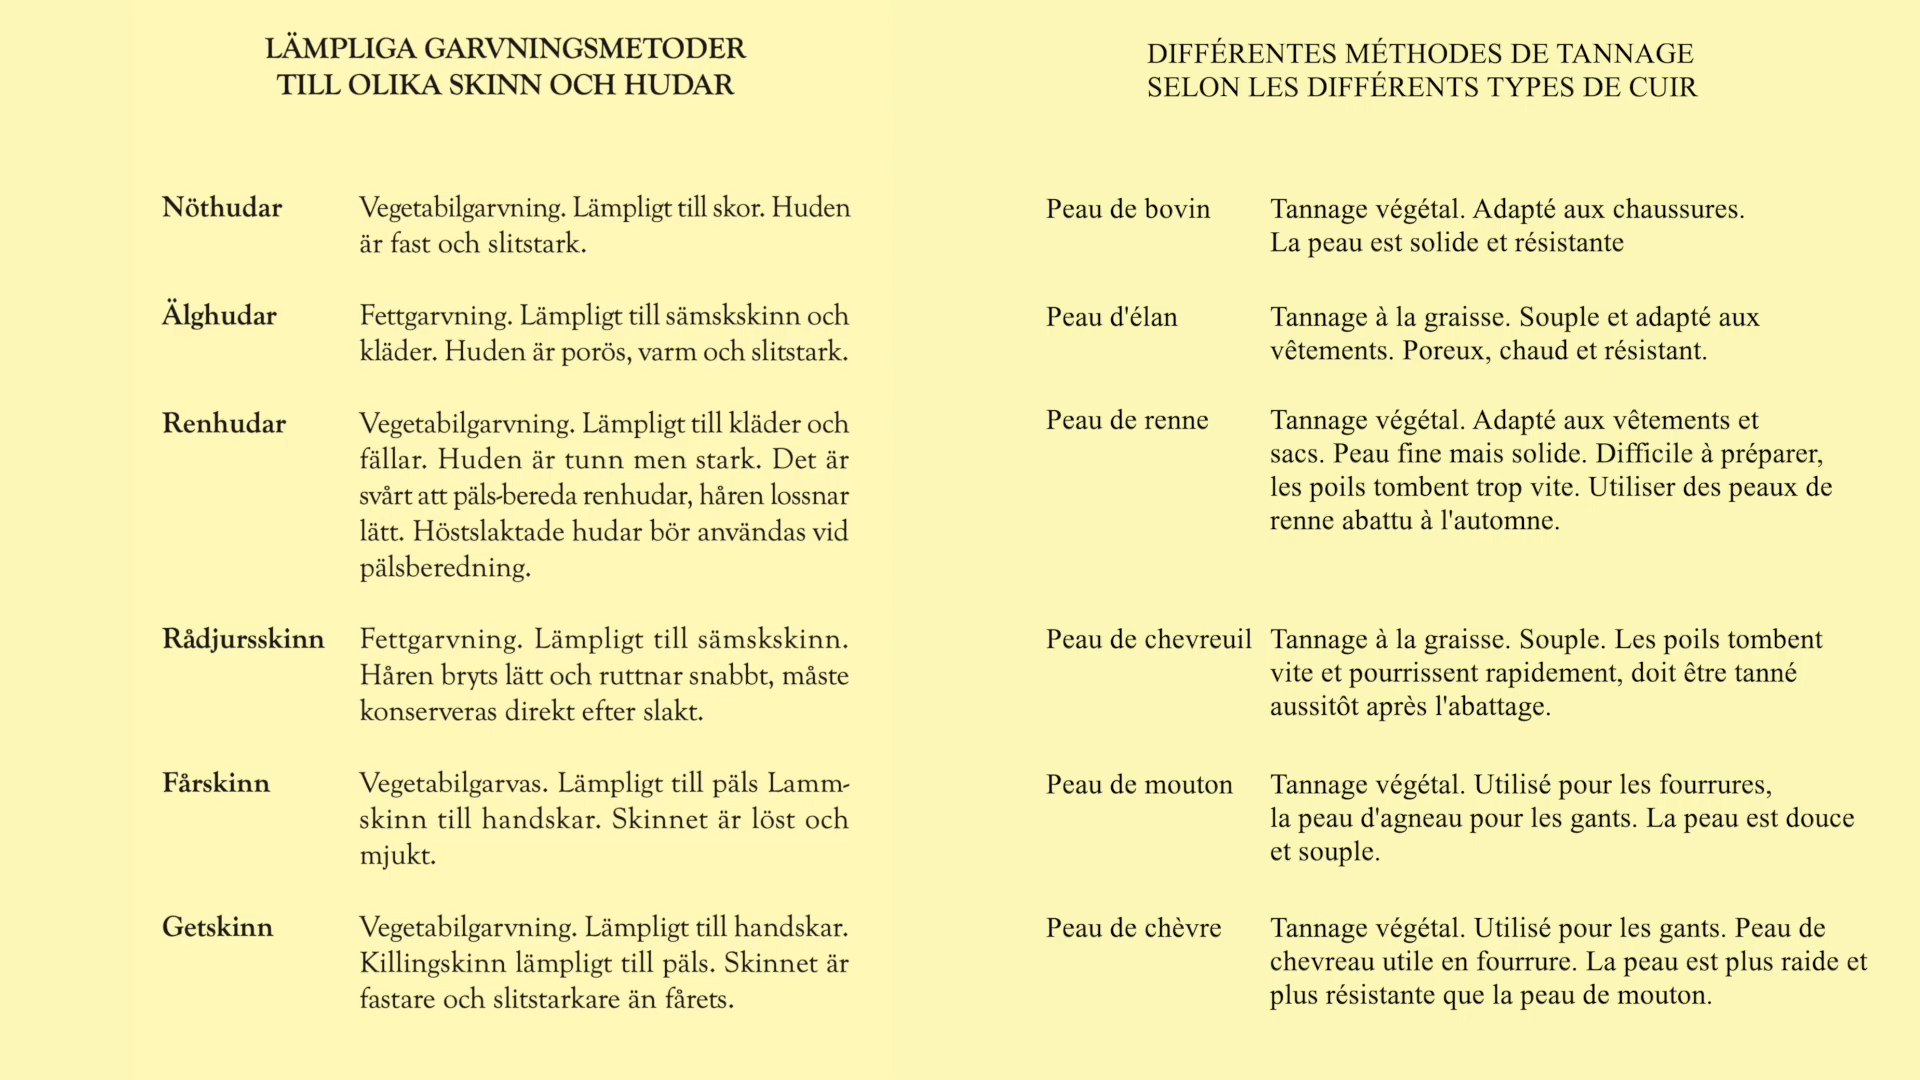 LÄMPLIGA GARVNINGSMETODER
TILL OLIKA SKINN OCH HUDAR
Nöthudar
Vegetabilgarvning. Lämpligt till skor. Huden
är fast och slitstark.
Älghudar
Fettgarvning. Lämpligt till sämskskinn och
kläder. Huden är porös, varm och slitstark.
Renhudar
Vegetabilgarvning. Lämpligt till kläder och
fällar. Huden är tunn men stark. Det är
svårt att päls-bereda renhudar, håren lossnar
lätt. Höstslaktade hudar bör användas vid
pälsberedning.
Rådjursskinn
Fettgarvning. Lämpligt till sämskskinn.
Håren bryts lätt och ruttnar snabbt, måste
konserveras direkt efter slakt.
Fårskinn
Vegetabilgarvas. Lämpligt till päls Lamm-
skinn till handskar. Skinnet är löst och
mjukt.
Getskinn
Vegetabilgarvning. Lämpligt till handskar.
Killingskinn lämpligt till päls. Skinnet är
fastare och slitstarkare än fårets.
DIFFÉRENTES MÉTHODES DE TANNAGE
SELON LES DIFFÉRENTS TYPES DE CUIR
Peau de bovin
Tannage végétal. Adapté aux chaussures.
La peau est solide et résistante
Peau d'élan
Tannage à la graisse. Souple et adapté aux
vêtements. Poreux, chaud et résistant.
Peau de renne
Tannage végétal. Adapté aux vêtements et
sacs. Peau fine mais solide. Difficile à préparer,
les poils tombent trop vite. Utiliser des peaux de
renne abattu à l'automne.
Peau de chevreuil
Tannage à la graisse. Souple. Les poils tombent
vite et pourrissent rapidement, doit être tanné
aussitôt après l'abattage.
Peau de mouton
Tannage végétal. Utilisé pour les fourrures,
la peau d'agneau pour les gants. La peau est douce
et souple.
Peau de chèvre
Tannage végétal. Utilisé pour les gants. Peau de
chevreau utile en fourrure. La peau est plus raide et
plus résistante que la peau de mouton.